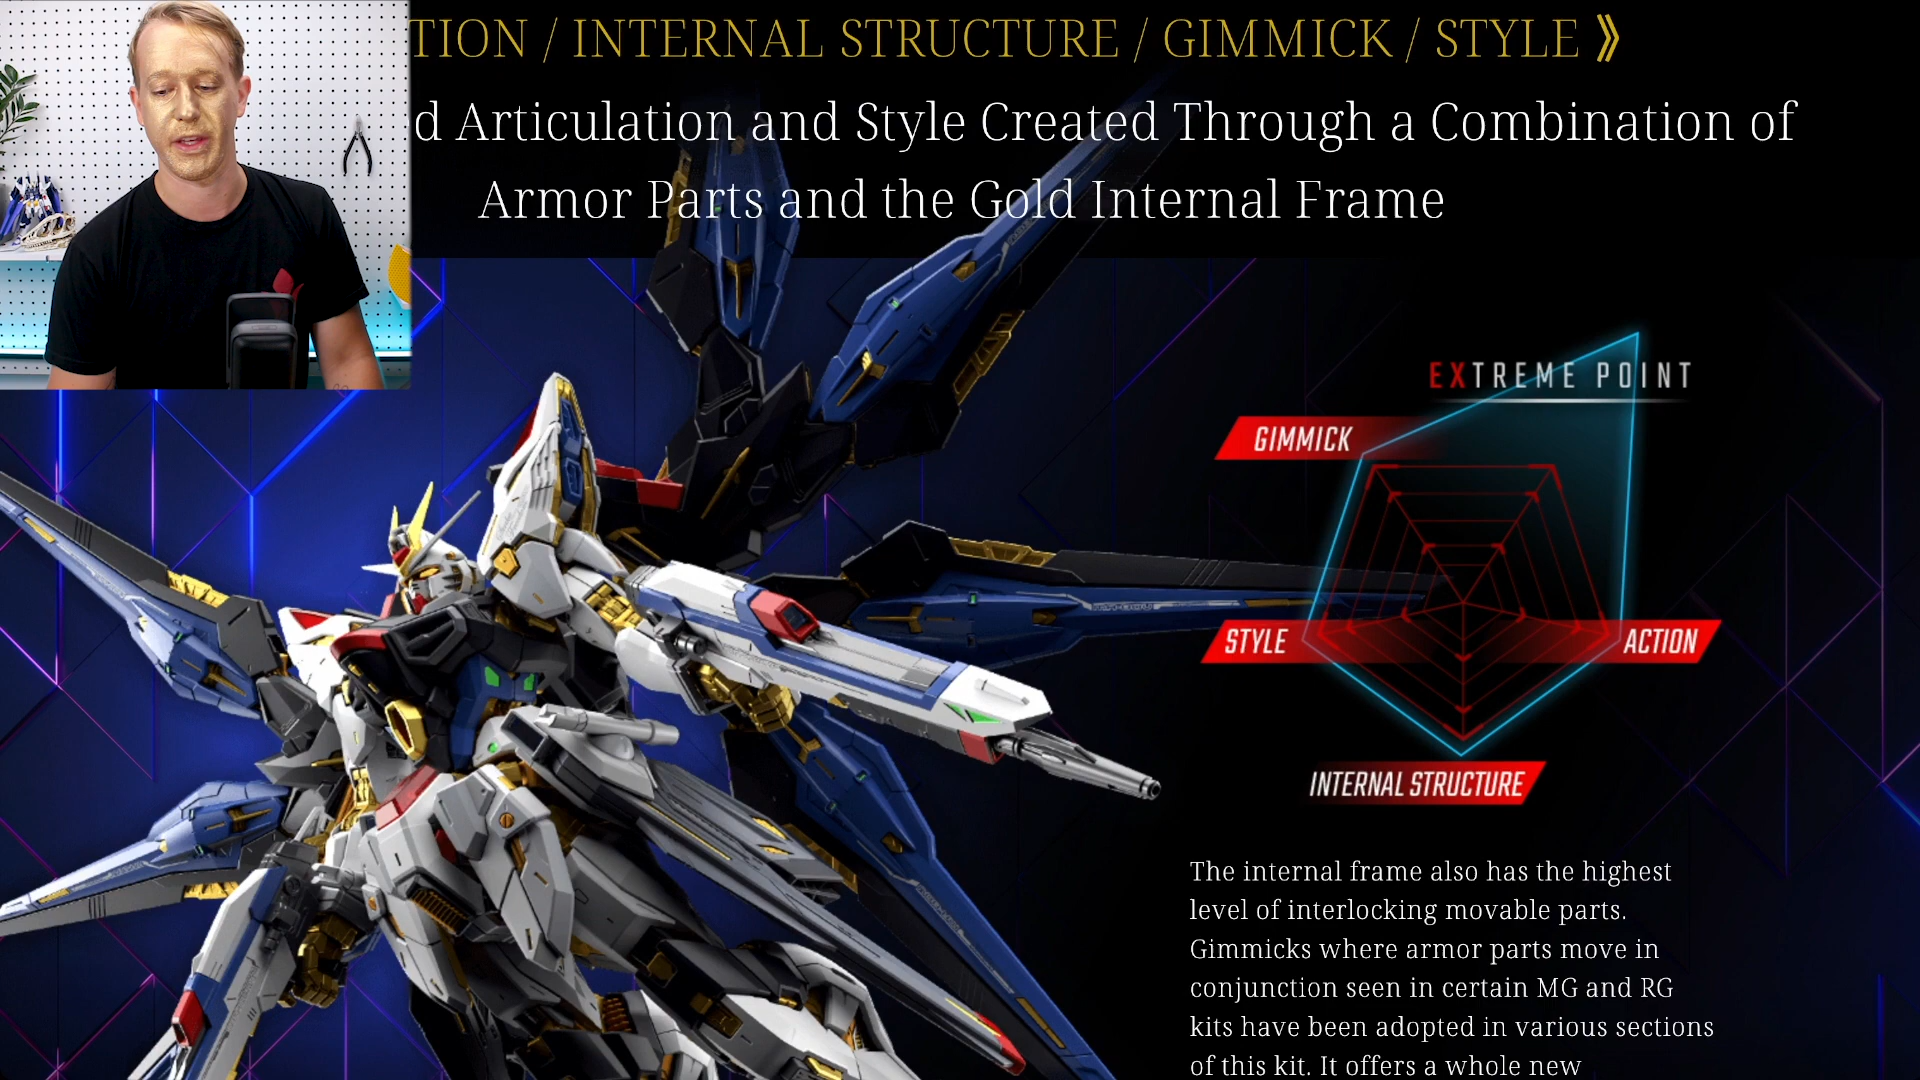 TION / INTERNAL STRUCTURE / GIMMICK / STYLE 》
d Articulation and Style Created Through a Combination of
Armor Parts and the Gold Internal Frame
EXTREME POINT
GIMMICK
STYLE
ACTION
INTERNAL STRUCTURE
The internal frame also has the highest
level of interlocking movable parts.
Gimmicks where armor parts move in
conjunction seen in certain MG and RG
kits have been adopted in various sections
of this kit. It offers a whole new